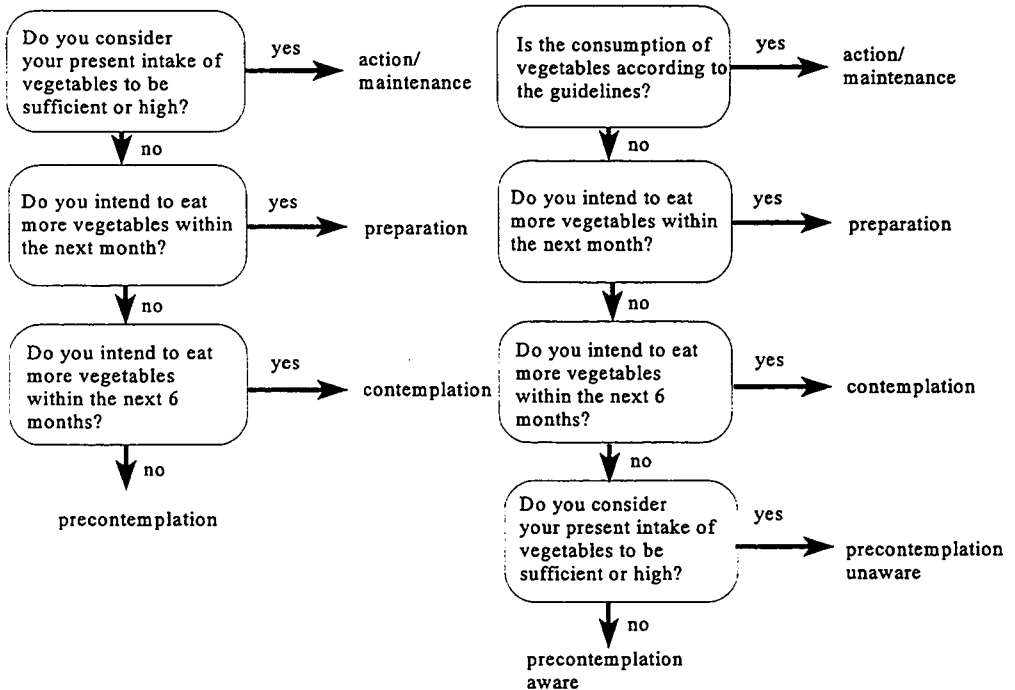 Do you consider
your present intake of
vegetables to be
sufficient or high?
yes
action/
maintenance
no
Do you intend to eat
more vegetables within
the next month?
yes
preparation
no
Do you intend to eat
more vegetables
within the next 6
months?
yes
contemplation
no
precontemplation
Is the consumption of
vegetables according to
the guidelines?
yes
action/
maintenance
no
Do you intend to eat
more vegetables within
the next month?
yes
preparation
no
Do you intend to eat
more vegetables
within the next 6
months?
yes
contemplation
no
Do you consider
your present intake of
vegetables to be
sufficient or high?
yes
precontemplation
unaware
no
precontemplation
aware